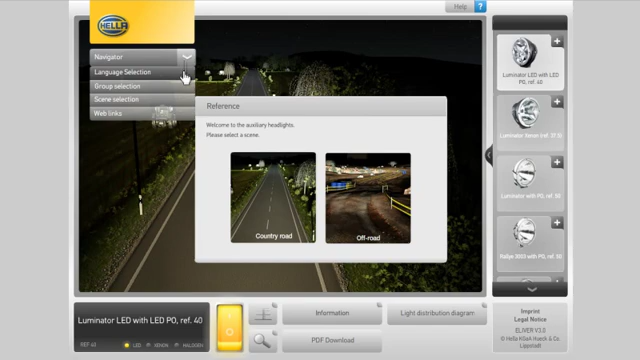 Help ?
HELLA
Navigator
Language Selection
Group selection
Scene selection
Web links
Reference
Welcome to the auxiliary headlights.
Please select a scene.
Country road
Off-road
Luminator LED with LED
PO, ref. 40
Luminator Xenon (ref. 37.5)
Luminator with PO, ref. 50
Rallye 3003 with PO, ref. 50
Luminator LED with LED PO, ref. 40
REF 40
LED
XENON
HALOGEN
I
O
Information
Light distribution diagram
PDF Download
Imprint
Legal Notice
ELIVER V3.0
© Hella KGaA Hueck & Co.
Lippstadt